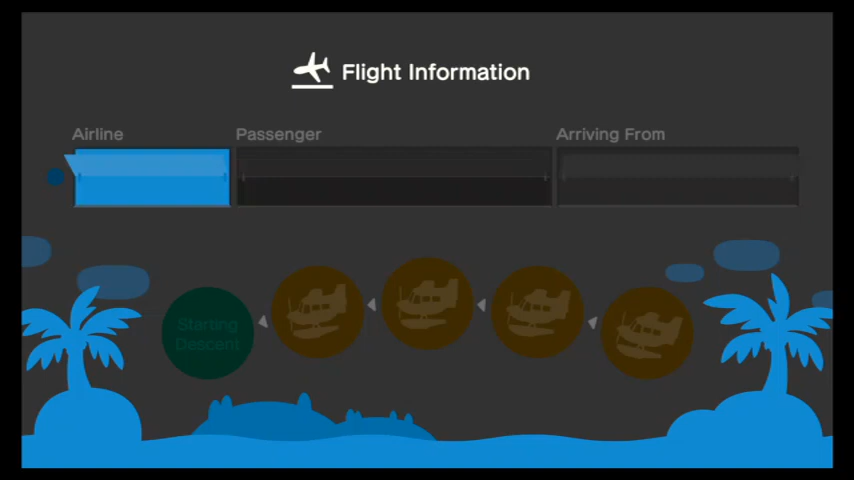 Flight Information
Airline
Passenger
Arriving From
Starting
Descent